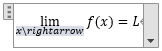 lim f(x) = L
x\rightarrow